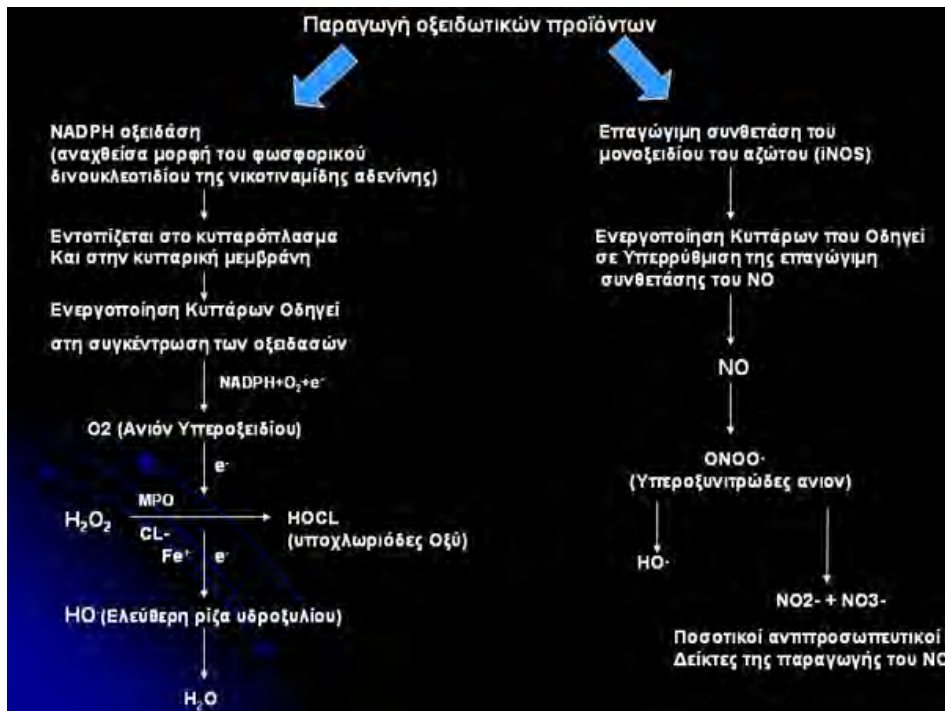 Παραγωγή οξειδωτικών προϊόντων
NADPH οξειδάση
(αναχθείσα μορφή του φωσφορικού
δινουκλεοτιδίου της νικοτιναμίδης αδενίνης)
Εντοπίζεται στο κυτταρόπλασμα
Και στην κυτταρική μεμβράνη
Ενεργοποίηση Κυττάρων Οδηγεί
στη συγκέντρωση των οξειδασών
NADPH+O₂+e⁻
O2 (Ανιόν Υπεροξειδίου)
e⁻
H₂O₂
MPO
CL-
HOCL
(υποχλωριόδες Οξύ)
Fe⁺
e⁻
HO (Ελεύθερη ρίζα υδροξυλίου)
H₂O
Επαγώγιμη συνθετάση του
μονοξειδίου του αζώτου (iNOS)
Ενεργοποίηση Κυττάρων που Οδηγεί
σε Υπερρύθμιση της επαγώγιμη
συνθετάσης του NO
NO
ONOO·
(Υπεροξυνιτρώδες ανιον)
HO·
NO2- + NO3-
Ποσοτικοί αντιπροσωπευτικοί
Δείκτες της παραγωγής του NO